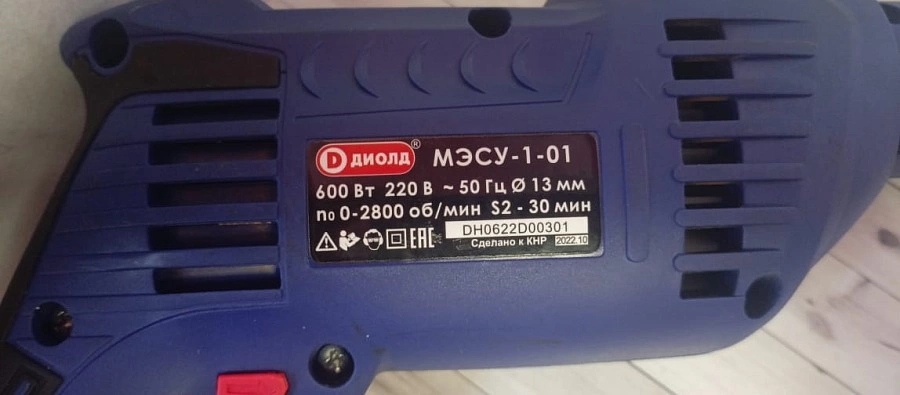 D ДИОЛД ® МЭСУ-1-01
600 Вт 220 В ~ 50 Гц Ø 13 мм
n₀ 0-2800 об/мин S2 - 30 мин
EAC DH0622D00301
Сделано к КНР 2022.10